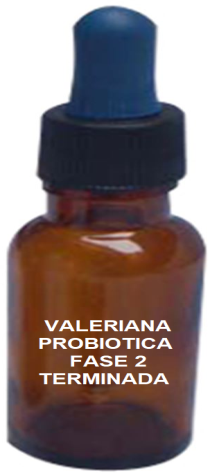 VALERIANA
PROBIOTICA
FASE 2
TERMINADA